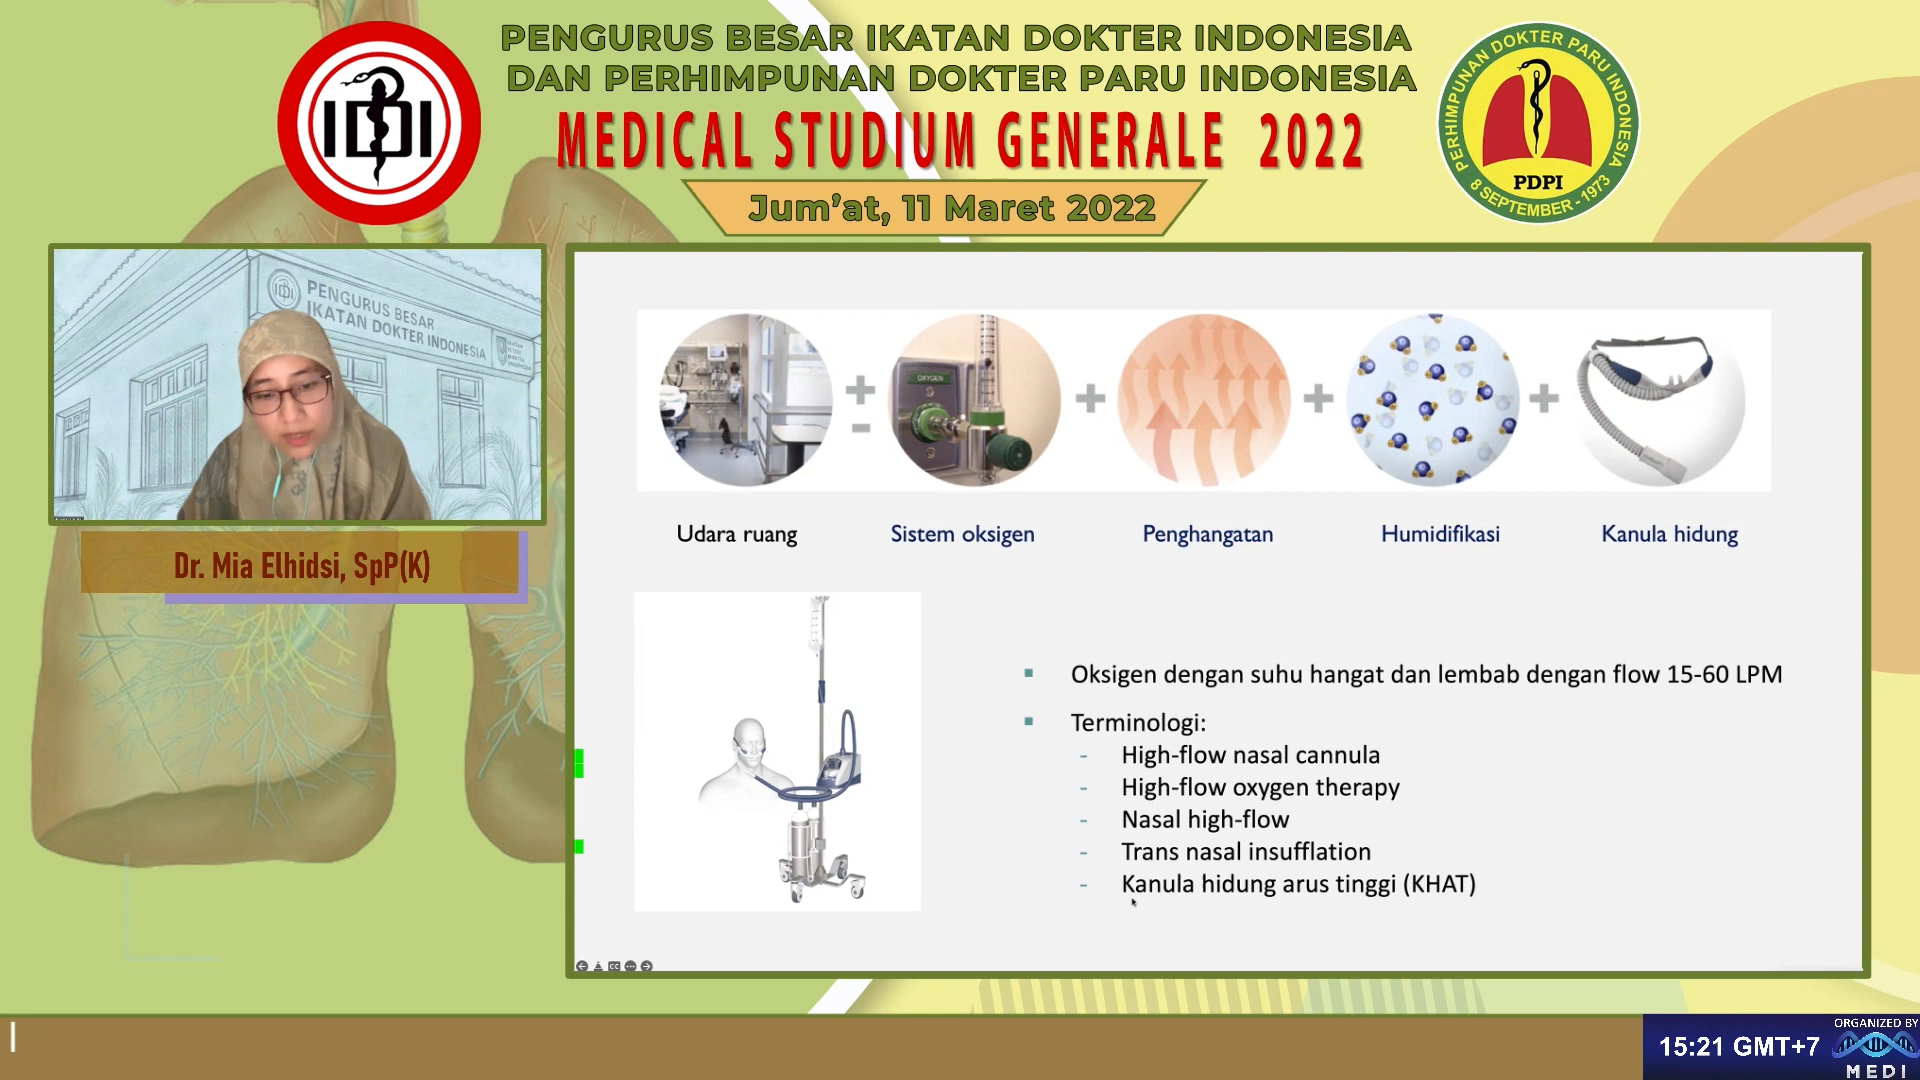 PENGURUS BESAR IKATAN DOKTER INDONESIA
DAN PERHIMPUNAN DOKTER PARU INDONESIA
MEDICAL STUDIUM GENERALE 2022
Jum'at, 11 Maret 2022
IDI
PERHIMPUNAN DOKTER PARU INDONESIA
PDPI
8 SEPTEMBER - 1973
PENGURUS BESAR
IKATAN DOKTER INDONESIA
Dr. Mia Elhidsi, SpP(K)
OXYGEN
Udara ruang
Sistem oksigen
Penghangatan
Humidifikasi
Kanula hidung
Oksigen dengan suhu hangat dan lembab dengan flow 15-60 LPM
Terminologi:
- High-flow nasal cannula
- High-flow oxygen therapy
- Nasal high-flow
- Trans nasal insufflation
- Kanula hidung arus tinggi (KHAT)
15:21 GMT+7
ORGANIZED BY
MEDI